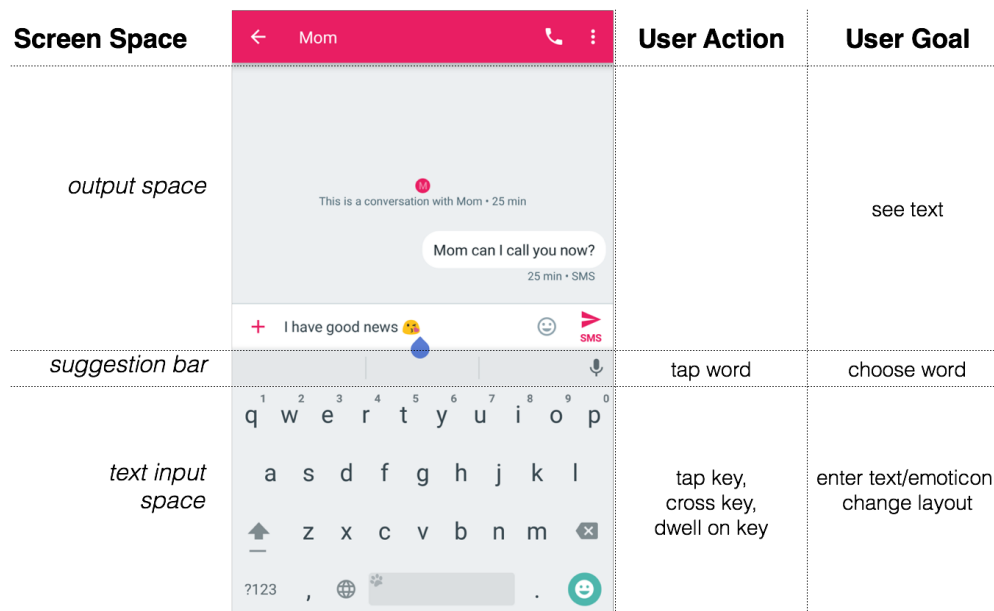 Screen Space
Mom
User Action
User Goal
output space
M
This is a conversation with Mom • 25 min
see text
Mom can I call you now?
25 min • SMS
I have good news 😘
SMS
suggestion bar
tap word
choose word
1 2 3 4 5 6 7 8 9 0
q w e r t y u i o p
text input
space
a s d f g h j k l
tap key,
cross key,
dwell on key
enter text/emoticon
change layout
z x c v b n m
?123 , .